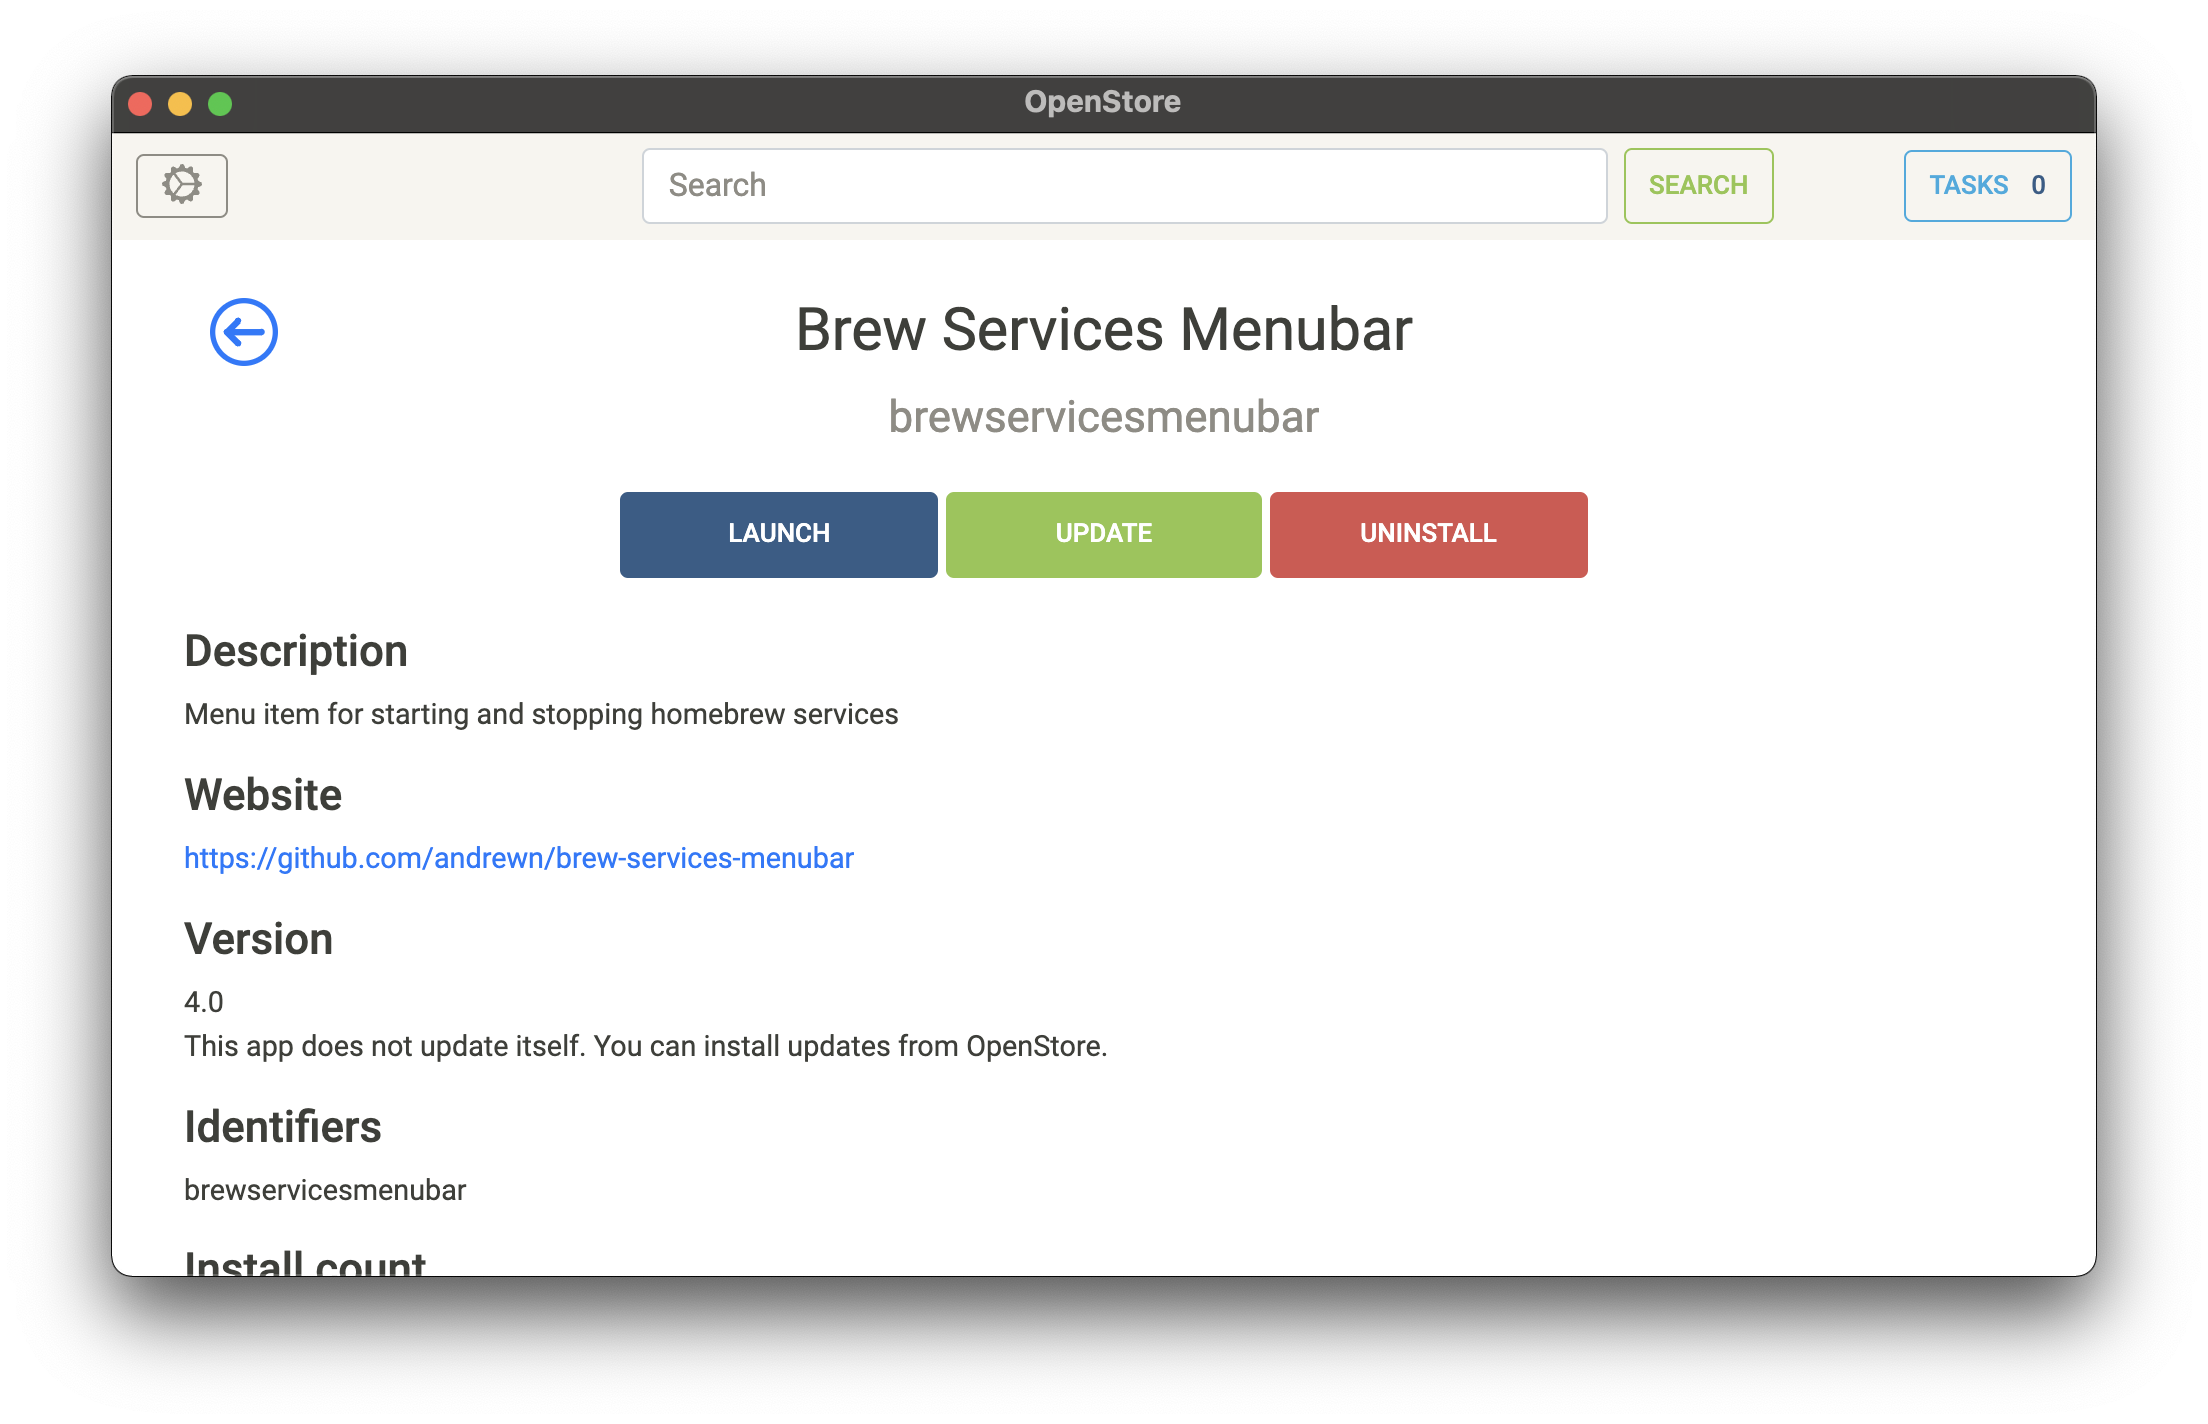 OpenStore
Search
SEARCH
TASKS 0
Brew Services Menubar
brewservicesmenubar
LAUNCH
UPDATE
UNINSTALL
Description
Menu item for starting and stopping homebrew services
Website
https://github.com/andrewn/brew-services-menubar
Version
4.0
This app does not update itself. You can install updates from OpenStore.
Identifiers
brewservicesmenubar
Install count